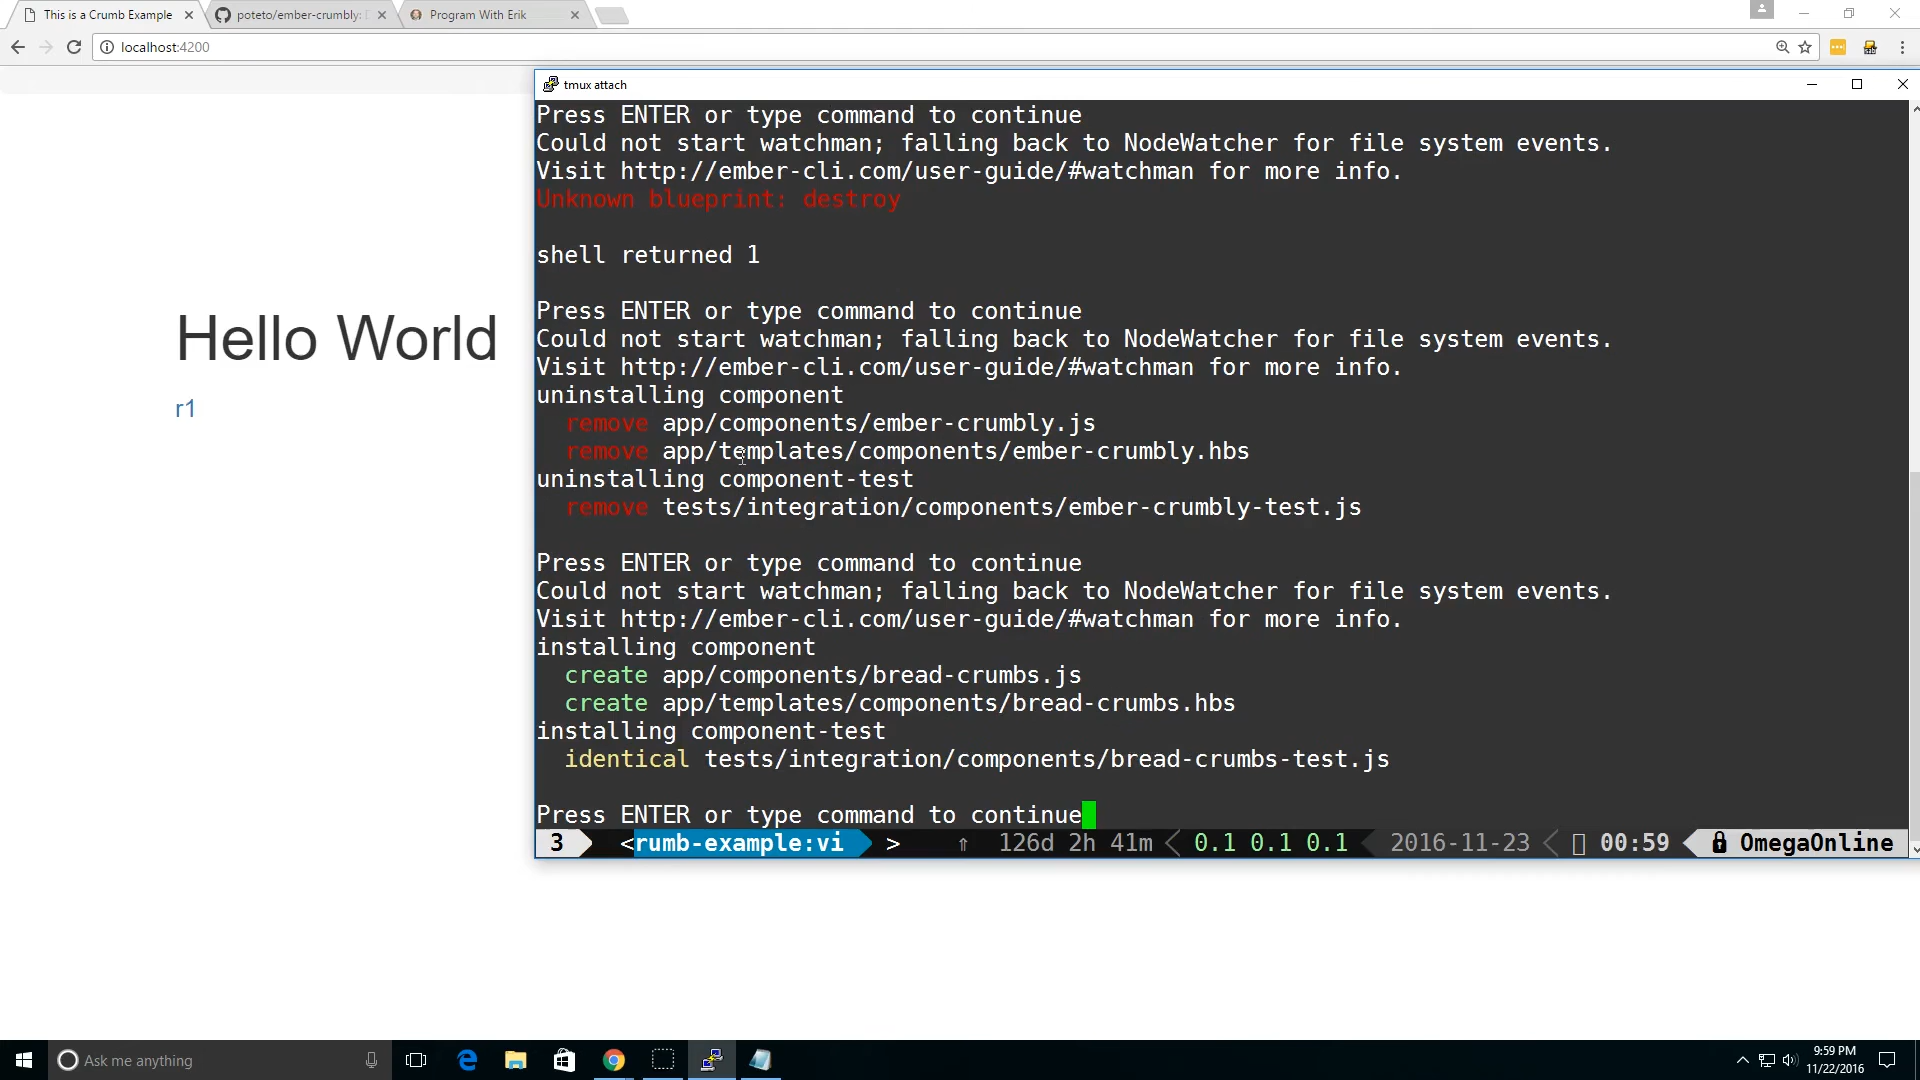 This is a Crumb Example
poteto/ember-crumbly: D
Program With Erik
localhost:4200
tmux attach
Press ENTER or type command to continue
Could not start watchman; falling back to NodeWatcher for file system events.
Visit http://ember-cli.com/user-guide/#watchman for more info.
Unknown blueprint: destroy
shell returned 1
Press ENTER or type command to continue
Could not start watchman; falling back to NodeWatcher for file system events.
Visit http://ember-cli.com/user-guide/#watchman for more info.
uninstalling component
remove app/components/ember-crumbly.js
remove app/templates/components/ember-crumbly.hbs
uninstalling component-test
remove tests/integration/components/ember-crumbly-test.js
Press ENTER or type command to continue
Could not start watchman; falling back to NodeWatcher for file system events.
Visit http://ember-cli.com/user-guide/#watchman for more info.
installing component
create app/components/bread-crumbs.js
create app/templates/components/bread-crumbs.hbs
installing component-test
identical tests/integration/components/bread-crumbs-test.js
Press ENTER or type command to continue
3 <rumb-example:vi > ↑ 126d 2h 41m < 0.1 0.1 0.1 2016-11-23 < 00:59 OmegaOnline
Hello World
r1
Ask me anything
9:59 PM
11/22/2016